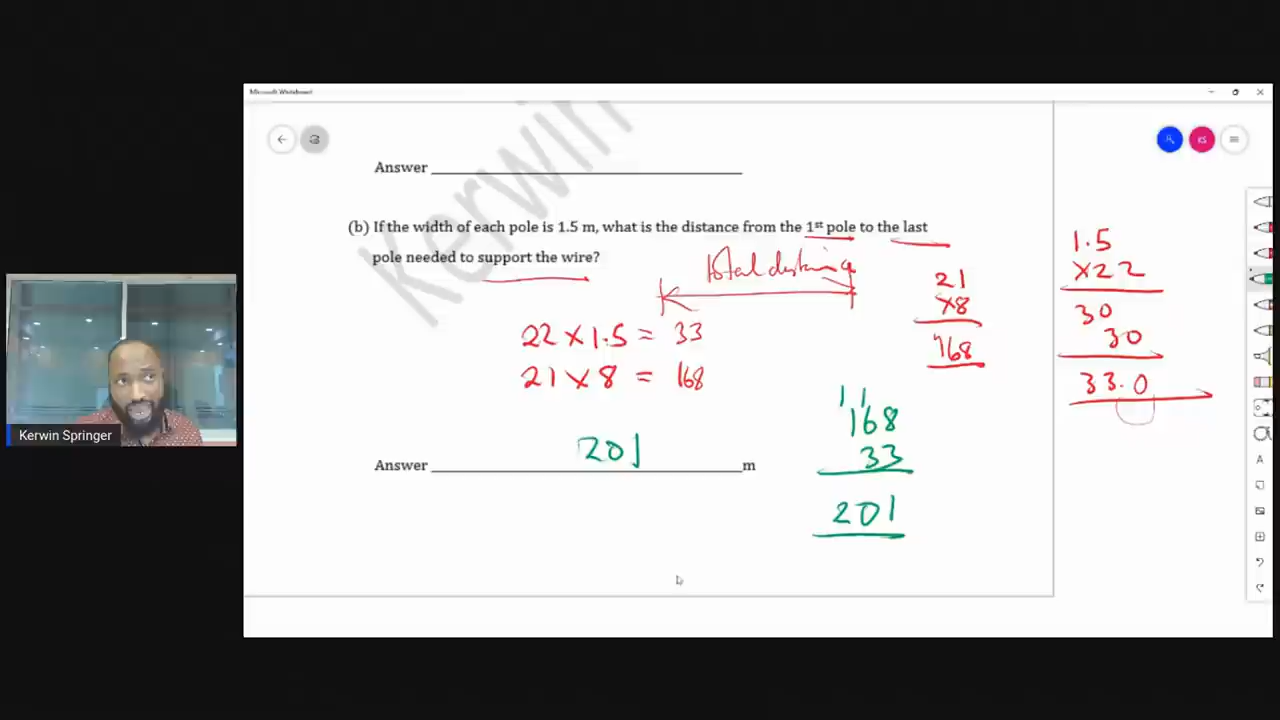 Microsoft Whiteboard
Kerwin
Answer
(b) If the width of each pole is 1.5 m, what is the distance from the 1st pole to the last
pole needed to support the wire?
total distance
22 × 1.5 = 33
21 × 8 = 168
Answer 201 m
21
×8
168
11
168
33
201
1.5
×22
30
30
33.0
KS
A
Kerwin Springer